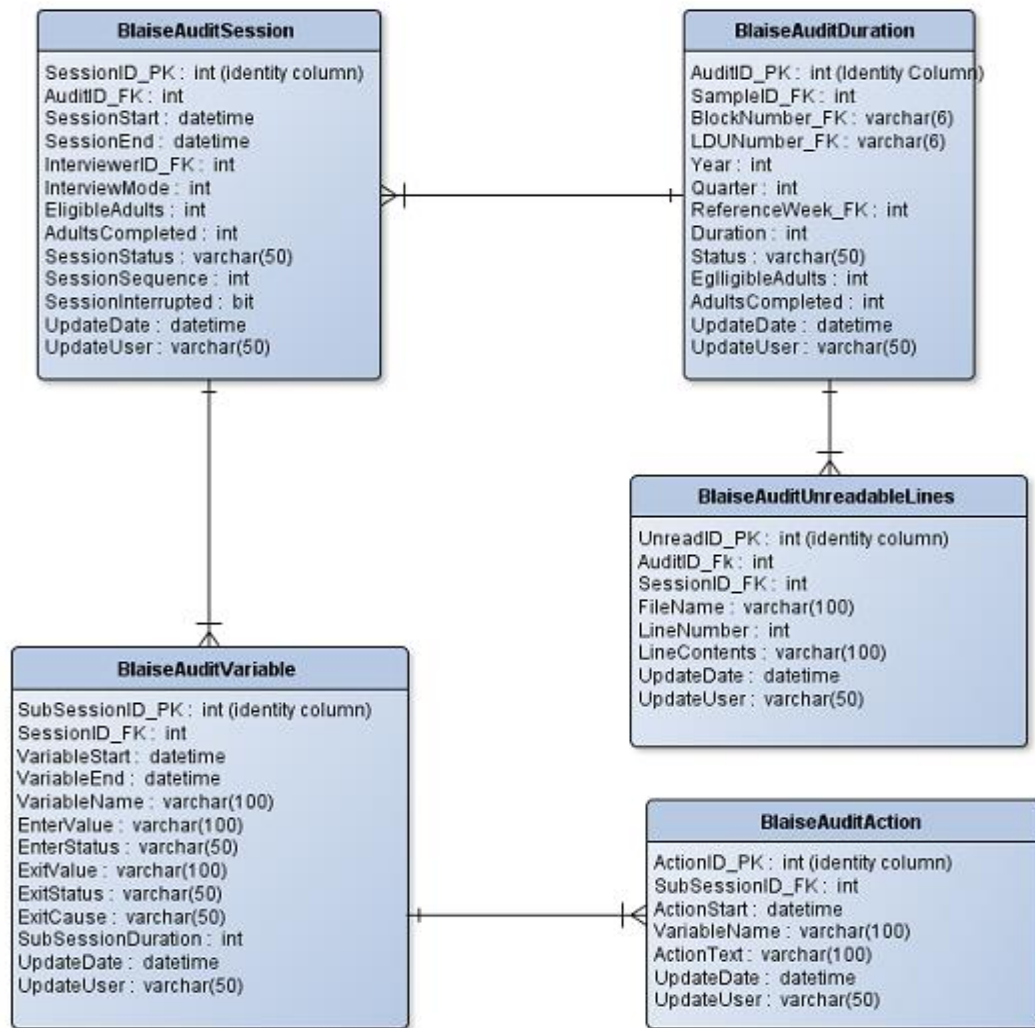 BlaiseAuditSession
SessionID_PK : int (identity column)
AuditID_FK : int
SessionStart : datetime
SessionEnd : datetime
InterviewerID_FK : int
InterviewMode : int
EligibleAdults : int
AdultsCompleted : int
SessionStatus : varchar(50)
SessionSequence : int
SessionInterrupted : bit
UpdateDate : datetime
UpdateUser : varchar(50)
BlaiseAuditDuration
AuditID_PK : int (Identity Column)
SampleID_FK : int
BlockNumber_FK : varchar(6)
LDUNumber_FK : varchar(6)
Year : int
Quarter : int
ReferenceWeek_FK : int
Duration : int
Status : varchar(50)
EglligibleAdults : int
AdultsCompleted : int
UpdateDate : datetime
UpdateUser : varchar(50)
BlaiseAuditUnreadableLines
UnreadID_PK : int (identity column)
AuditID_Fk : int
SessionID_FK : int
FileName : varchar(100)
LineNumber : int
LineContents : varchar(100)
UpdateDate : datetime
UpdateUser : varchar(50)
BlaiseAuditVariable
SubSessionID_PK : int (identity column)
SessionID_FK : int
VariableStart : datetime
VariableEnd : datetime
VariableName : varchar(100)
EnterValue : varchar(100)
EnterStatus : varchar(50)
ExitValue : varchar(100)
ExitStatus : varchar(50)
ExitCause : varchar(50)
SubSessionDuration : int
UpdateDate : datetime
UpdateUser : varchar(50)
BlaiseAuditAction
ActionID_PK : int (identity column)
SubSessionID_FK : int
ActionStart : datetime
VariableName : varchar(100)
ActionText : varchar(100)
UpdateDate : datetime
UpdateUser : varchar(50)